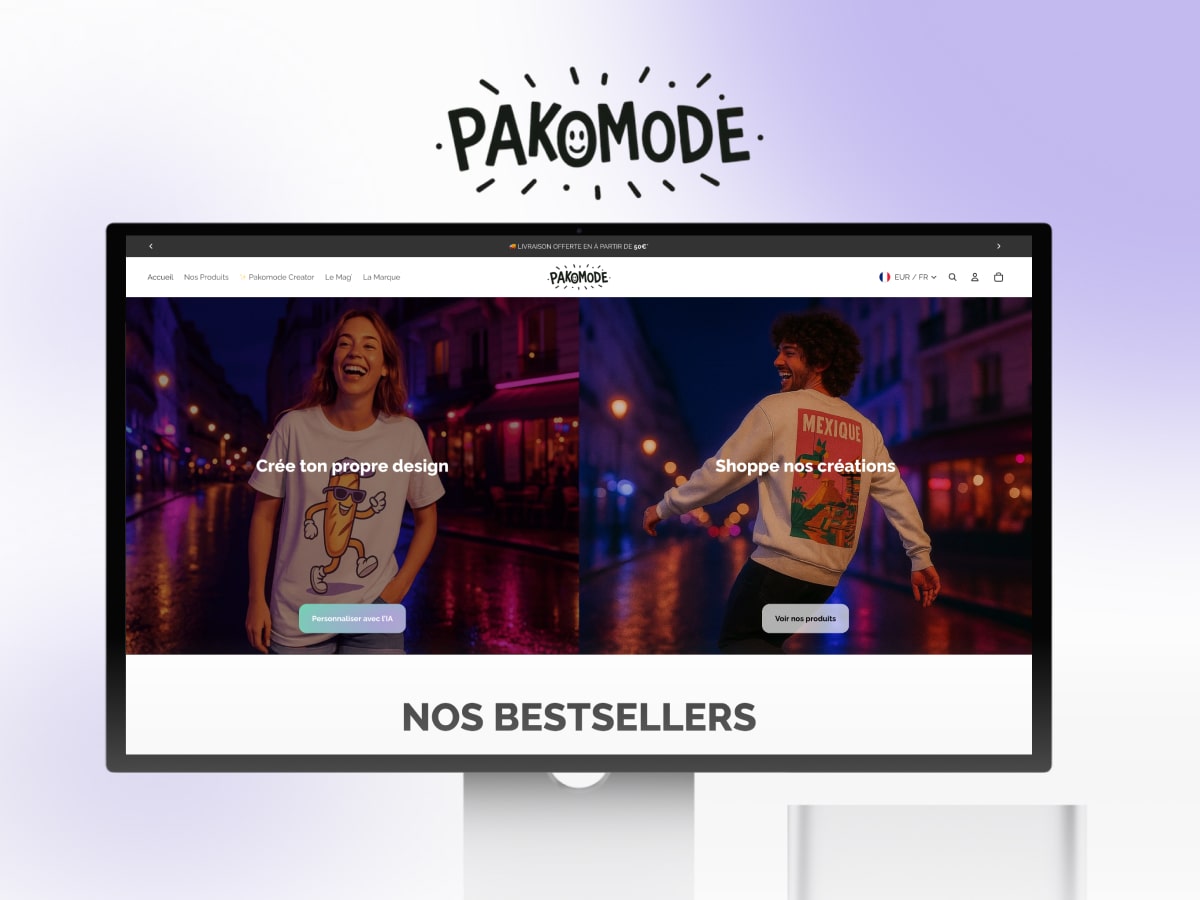 PAKOMODE
🚚 LIVRAISON OFFERTE EN À PARTIR DE 50€*
Accueil Nos Produits ✨ Pakomode Creator Le Mag' La Marque
PAKOMODE
EUR / FR
MEXIQUE
Crée ton propre design
Shoppe nos créations
Personnaliser avec l'IA
Voir nos produits
NOS BESTSELLERS